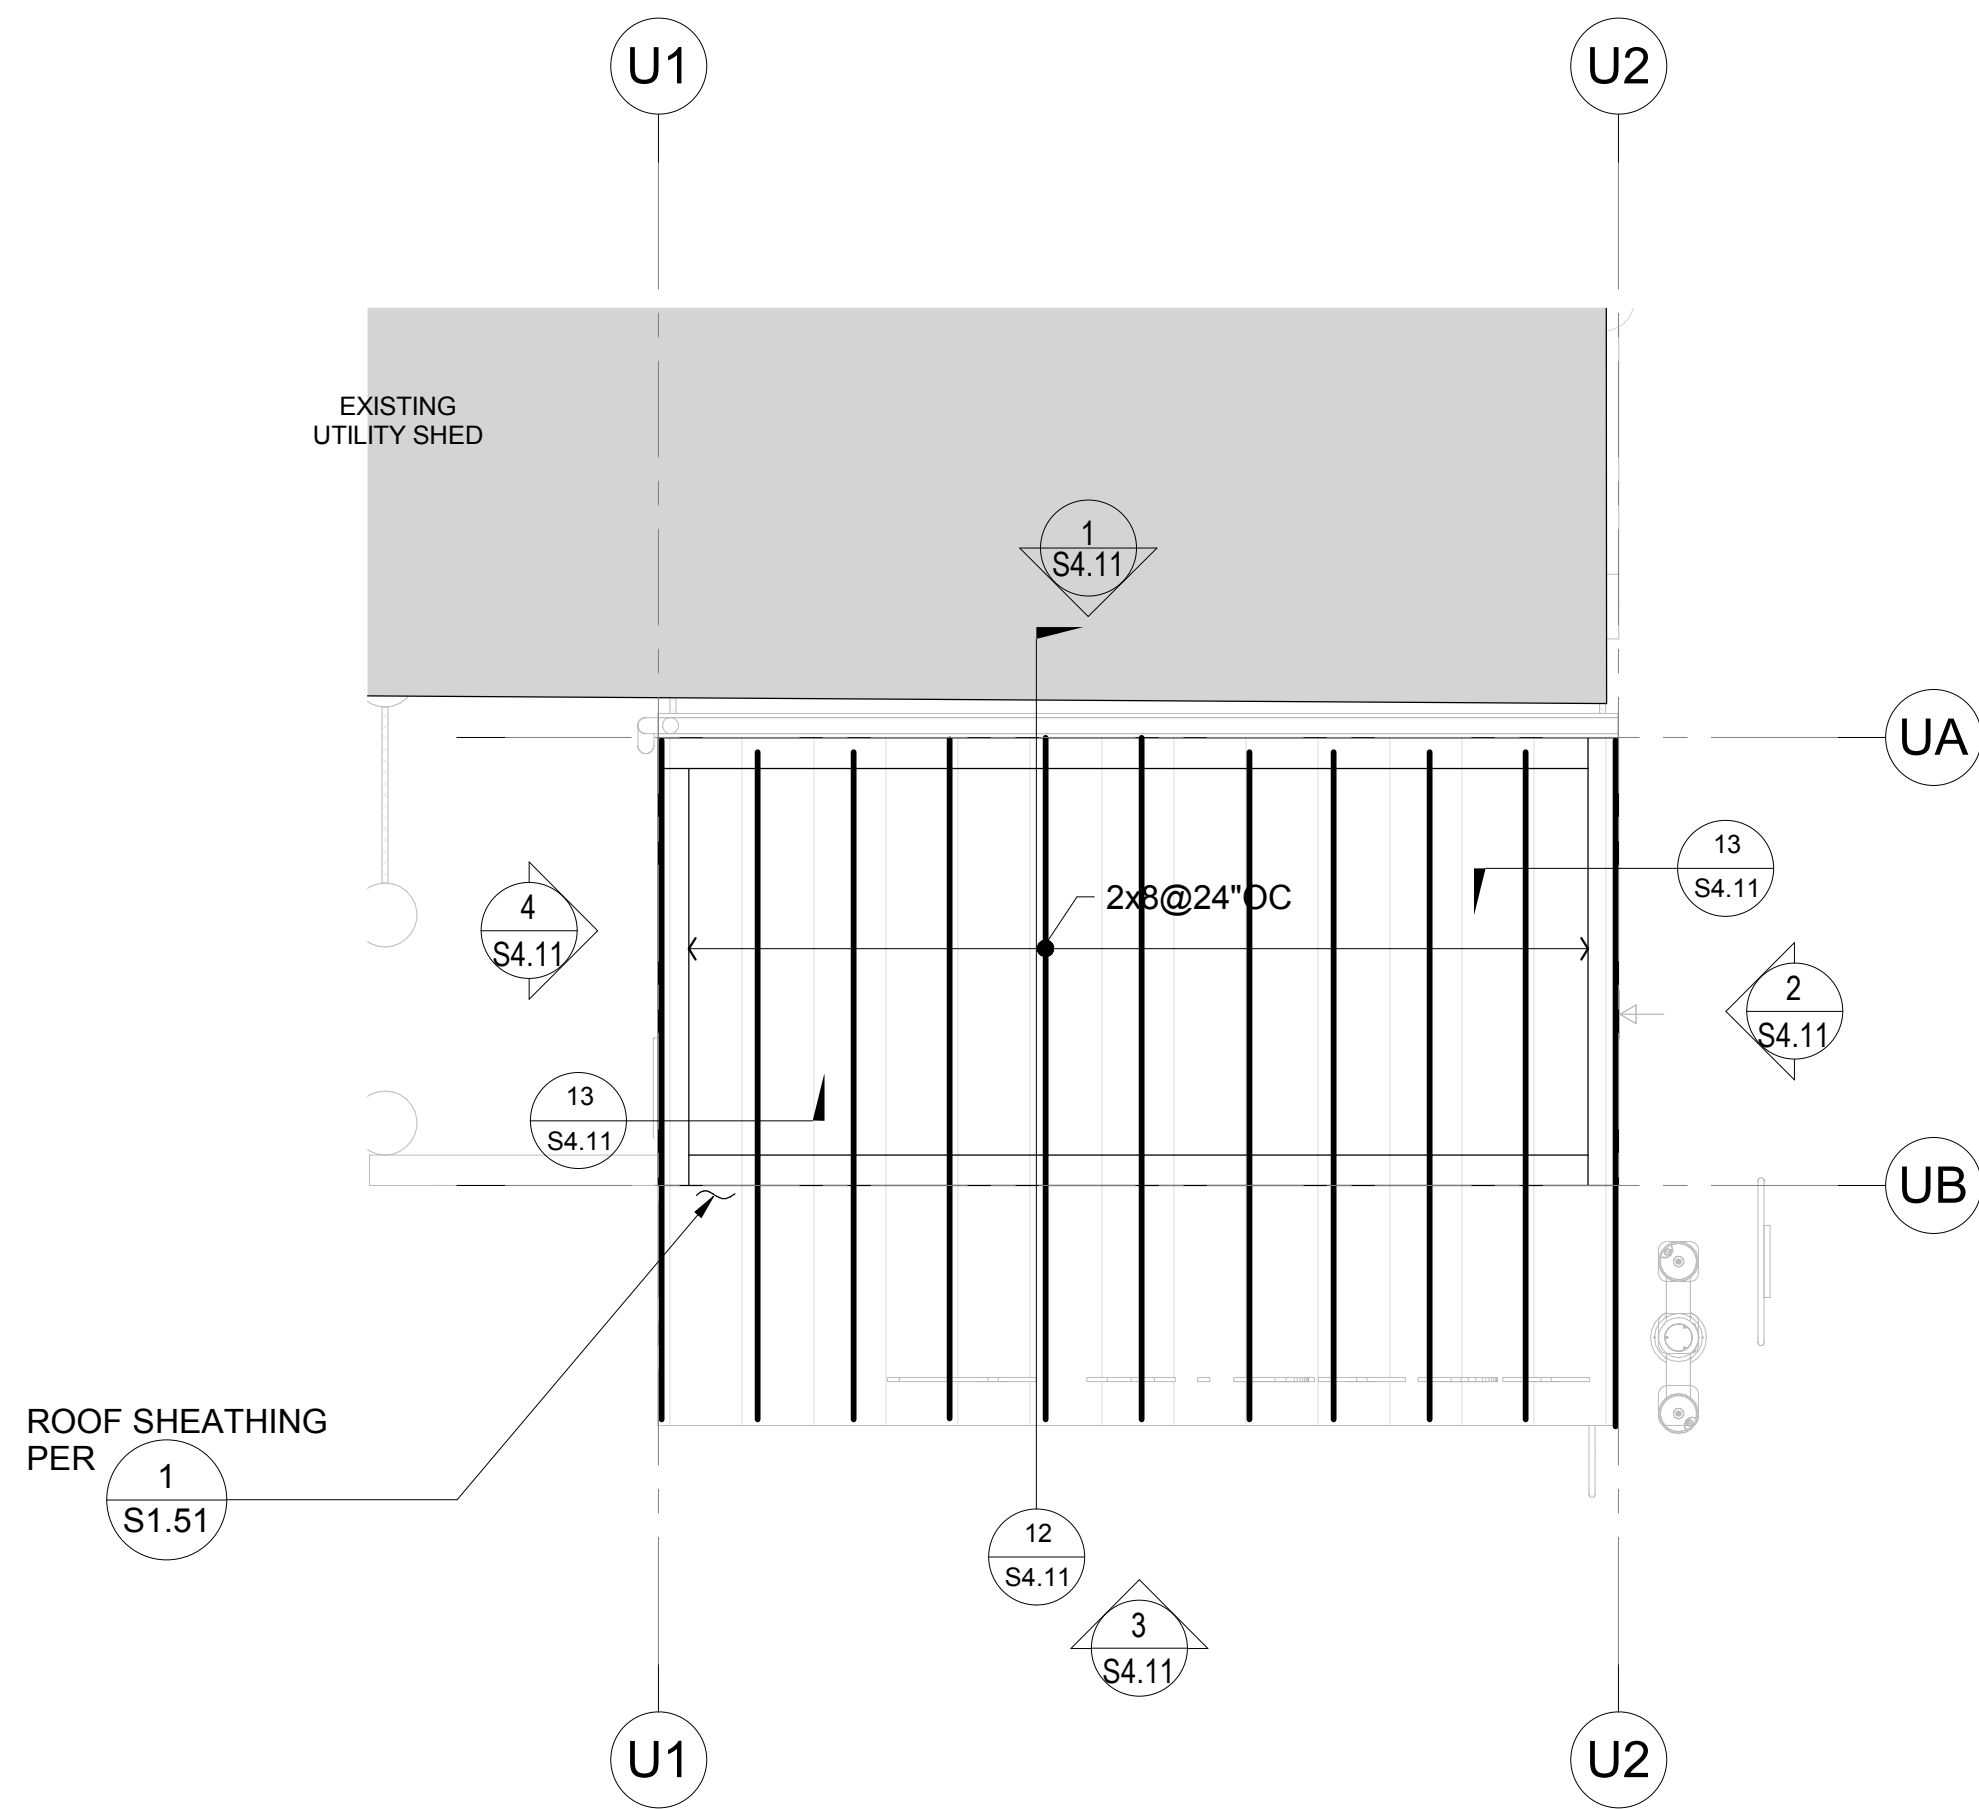 U1
U2
EXISTING
UTILITY SHED
1
S4.11
UA
13
S4.11
2x8@24"OC
4
S4.11
2
S4.11
13
S4.11
UB
ROOF SHEATHING
PER
1
S1.51
12
S4.11
3
S4.11
U1
U2